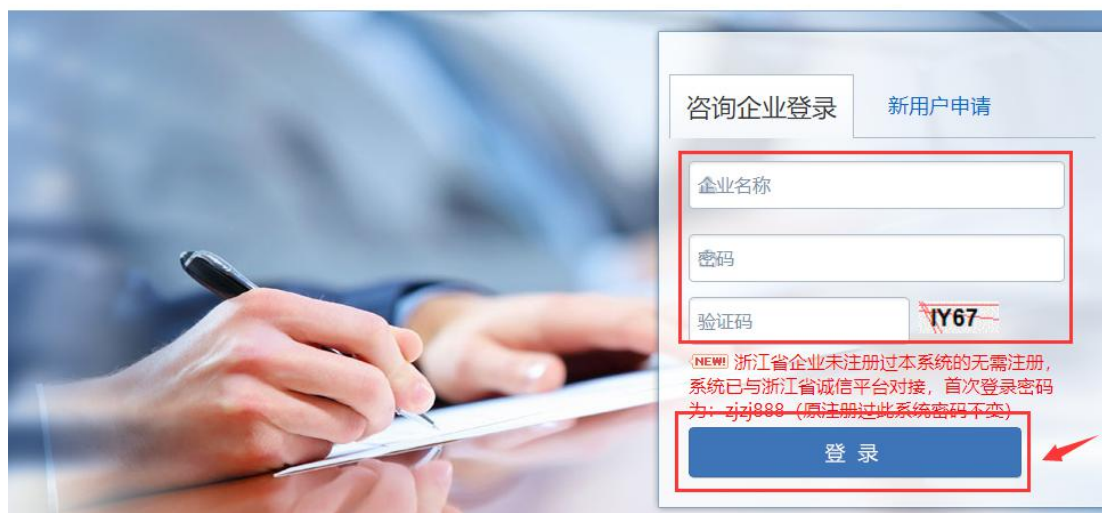 咨询企业登录
新用户申请
企业名称
密码
验证码
IY67
NEW! 浙江省企业未注册过本系统的无需注册，
系统已与浙江省诚信平台对接，首次登录密码
为：zjzj888（原注册过此系统密码不变）
登 录